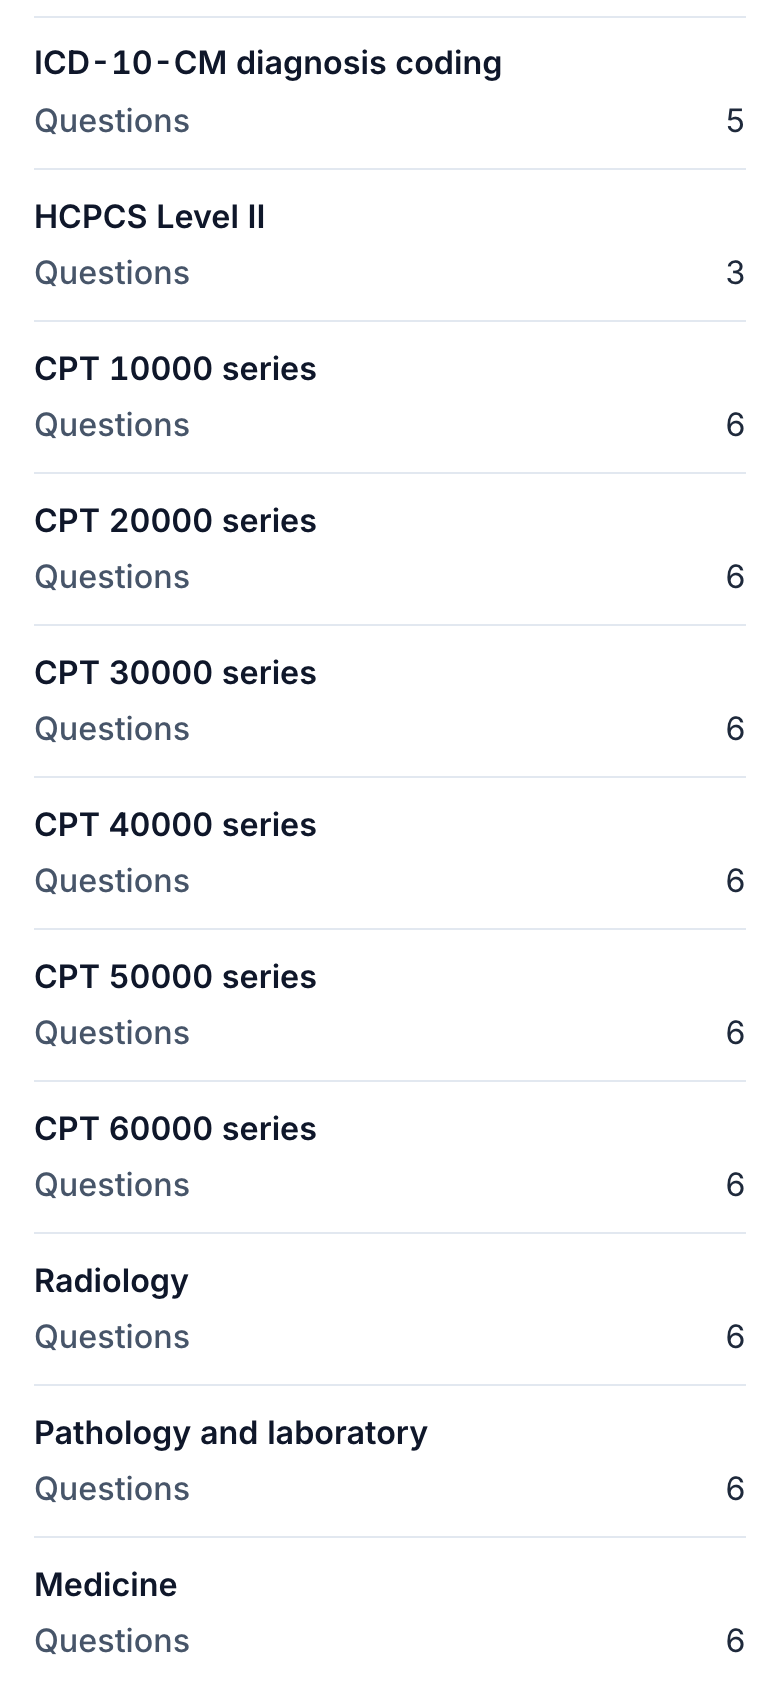 ICD-10-CM diagnosis coding
Questions 5
HCPCS Level II
Questions 3
CPT 10000 series
Questions 6
CPT 20000 series
Questions 6
CPT 30000 series
Questions 6
CPT 40000 series
Questions 6
CPT 50000 series
Questions 6
CPT 60000 series
Questions 6
Radiology
Questions 6
Pathology and laboratory
Questions 6
Medicine
Questions 6